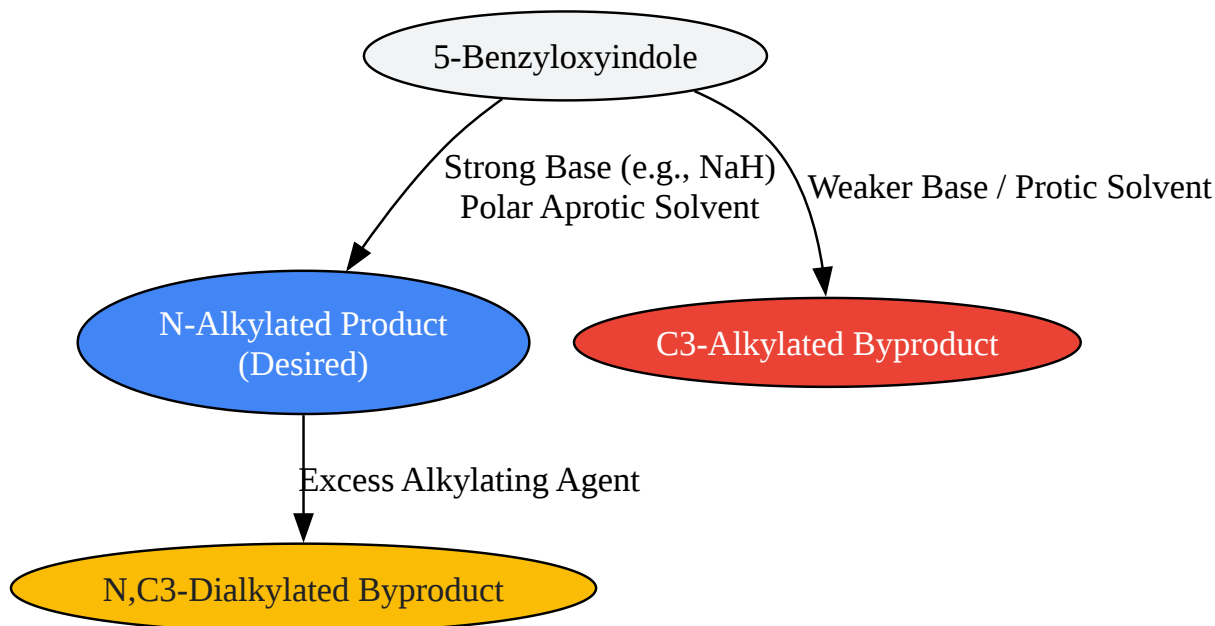 5-Benzyloxyindole
Strong Base (e.g., NaH)
Polar Aprotic Solvent
Weaker Base / Protic Solvent
N-Alkylated Product
(Desired)
C3-Alkylated Byproduct
Excess Alkylating Agent
N,C3-Dialkylated Byproduct